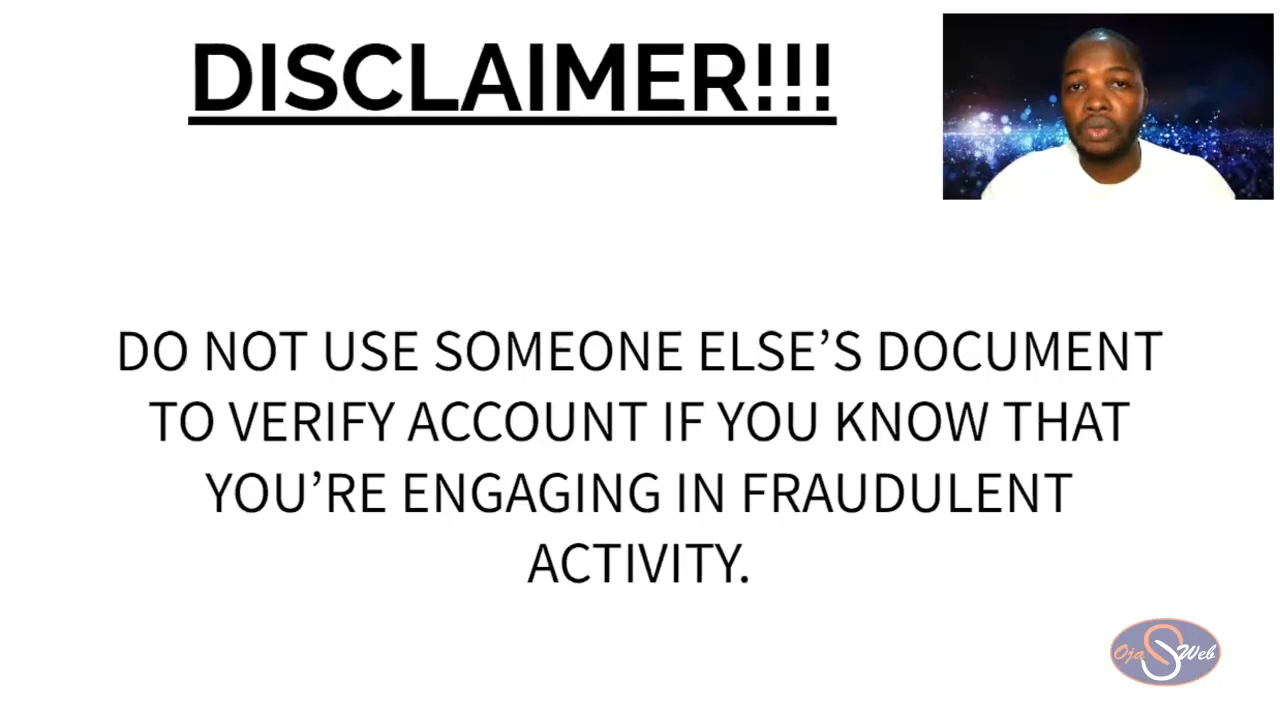 DISCLAIMER!!!
DO NOT USE SOMEONE ELSE’S DOCUMENT
TO VERIFY ACCOUNT IF YOU KNOW THAT
YOU’RE ENGAGING IN FRAUDULENT
ACTIVITY.
Oja Web